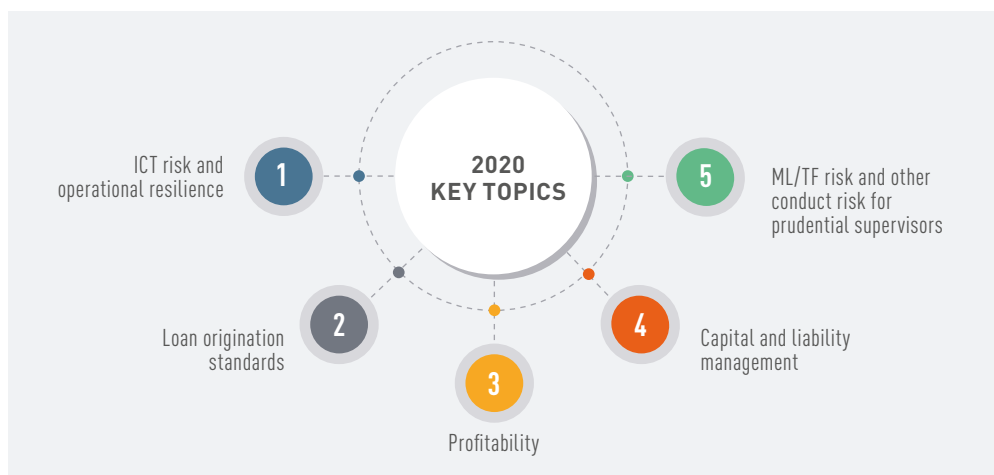 2020
KEY TOPICS
1
ICT risk and
operational resilience
2
Loan origination
standards
3
Profitability
4
Capital and liability
management
5
ML/TF risk and other
conduct risk for
prudential supervisors